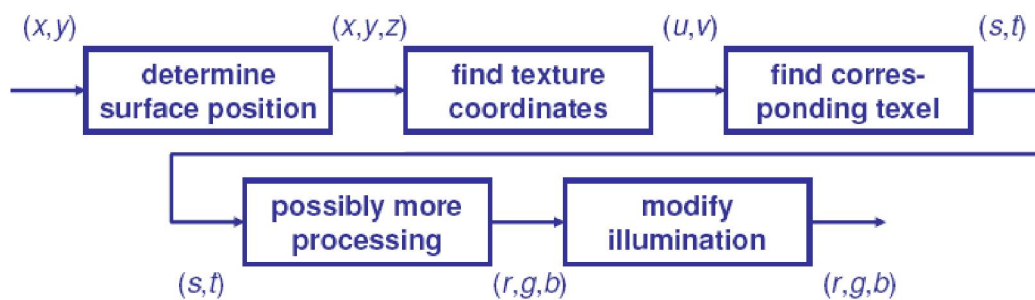 (x,y)
(x,y,z)
(u,v)
(s,t)
determine
surface position
find texture
coordinates
find corres-
ponding texel
possibly more
processing
modify
illumination
(s,t)
(r,g,b)
(r,g,b)